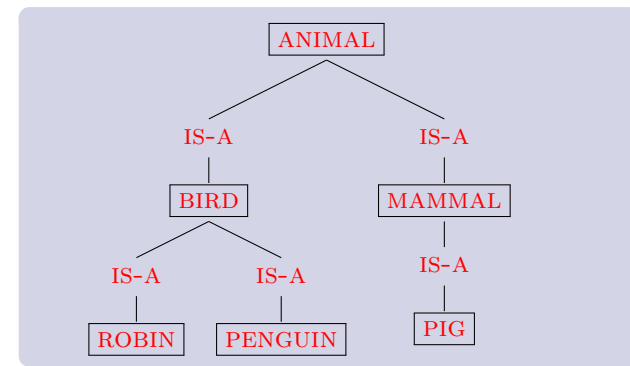 ANIMAL
IS-A IS-A
BIRD MAMMAL
IS-A IS-A IS-A
ROBIN PENGUIN PIG